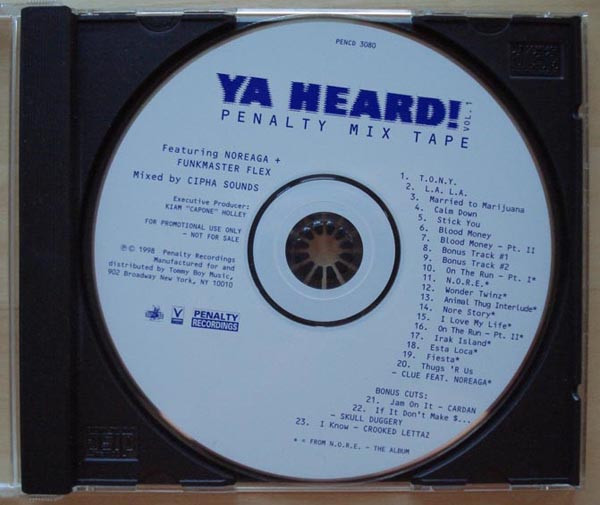 PENCD 3080
YA HEARD!
VOL.1
PENALTY MIX TAPE
Featuring NOREAGA +
FUNKMASTER FLEX
Mixed by CIPHA SOUNDS
Executive Producer:
KIAM "CAPONE" HOLLEY
FOR PROMOTIONAL USE ONLY
- NOT FOR SALE
℗© 1998 Penalty Recordings
Manufactured for and
distributed by Tommy Boy Music,
902 Broadway New York, NY 10010
PENALTY
RECORDINGS
1. T.O.N.Y.
2. L.A. L.A.
3. Married to Marijuana
4. Calm Down
5. Stick You
6. Blood Money
7. Blood Money - Pt. II
8. Bonus Track #1
9. Bonus Track #2
10. On The Run - Pt. I*
11. N.O.R.E.*
12. Wonder Twinz*
13. Animal Thug Interlude*
14. Nore Story*
15. I Love My Life*
16. On The Run - Pt. II*
17. Irak Island*
18. Esta Loca*
19. Fiesta*
20. Thugs 'R Us
- CLUE FEAT. NOREAGA*
BONUS CUTS:
21. Jam On It - CARDAN
22. If It Don't Make $...
- SKULL DUGGERY
23. I Know - CROOKED LETTAZ
* = FROM N.O.R.E. - THE ALBUM